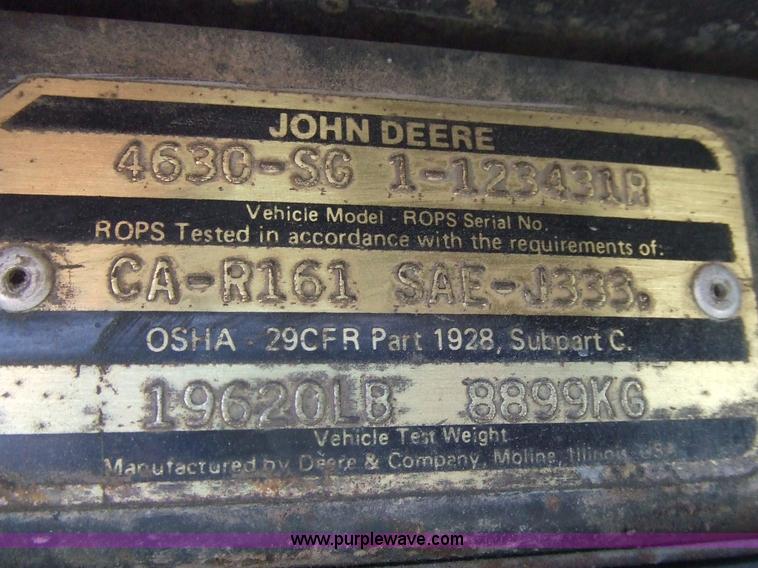 JOHN DEERE
4630-SG 1-123431R
Vehicle Model - ROPS Serial No.
ROPS Tested in accordance with the requirements of:
CA-R161 SAE-J333.
OSHA - 29CFR Part 1928, Subpart C.
19620LB 8899KG
Vehicle Test Weight
Manufactured by Deere & Company, Moline, Illinois, USA
www.purplewave.com